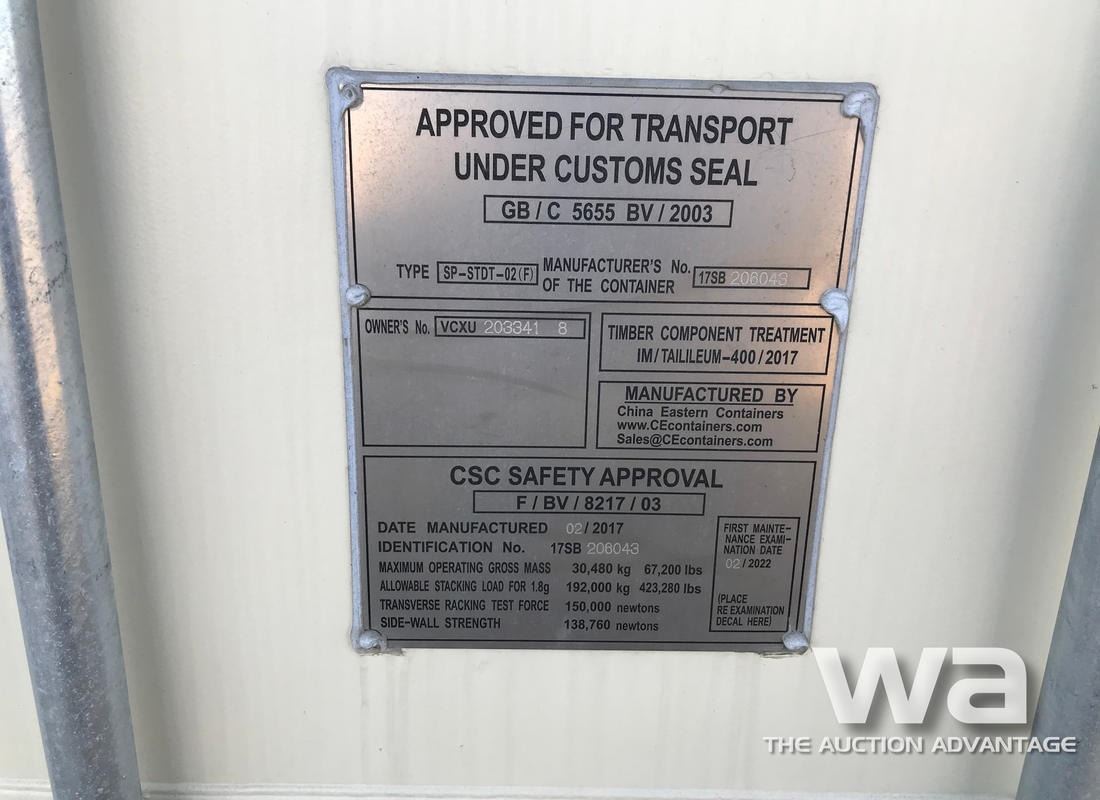 APPROVED FOR TRANSPORT
UNDER CUSTOMS SEAL
GB / C 5655 BV / 2003
TYPE SP-STDT-02(F) MANUFACTURER'S No. OF THE CONTAINER 17SB 206043
OWNER'S No. VCXU 203341 8
TIMBER COMPONENT TREATMENT
IM/TAILILEUM-400/2017
MANUFACTURED BY
China Eastern Containers
www.CEcontainers.com
Sales@CEcontainers.com
CSC SAFETY APPROVAL
F / BV / 8217 / 03
DATE MANUFACTURED 02 / 2017
IDENTIFICATION No. 17SB 206043
MAXIMUM OPERATING GROSS MASS 30,480 kg 67,200 lbs
ALLOWABLE STACKING LOAD FOR 1.8g 192,000 kg 423,280 lbs
TRANSVERSE RACKING TEST FORCE 150,000 newtons
SIDE-WALL STRENGTH 138,760 newtons
FIRST MAINTE-
NANCE EXAMI-
NATION DATE
02 / 2022
(PLACE
RE EXAMINATION
DECAL HERE)
wa
THE AUCTION ADVANTAGE